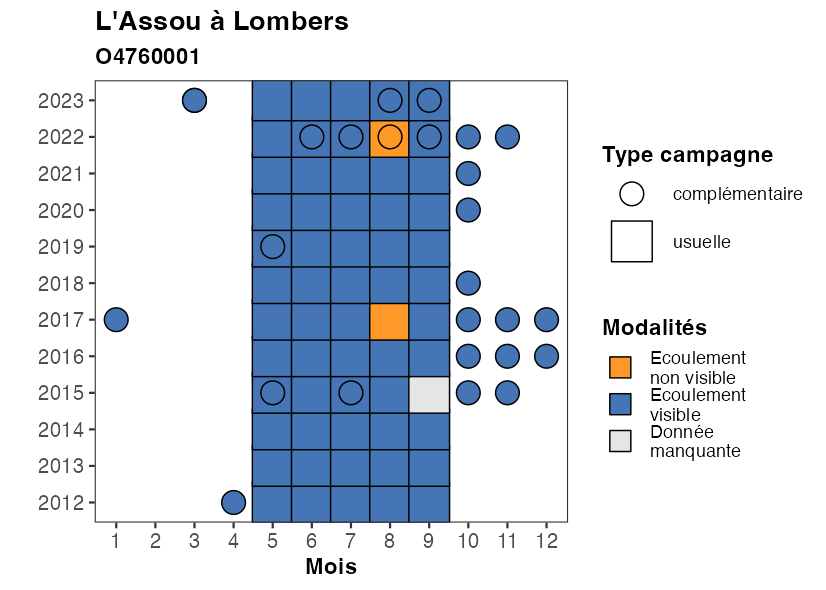 L'Assou à Lombers
O4760001
2023
2022
2021
2020
2019
2018
2017
2016
2015
2014
2013
2012
1 2 3 4 5 6 7 8 9 10 11 12
Mois
Type campagne
complémentaire
usuelle
Modalités
Ecoulement
non visible
Ecoulement
visible
Donnée
manquante